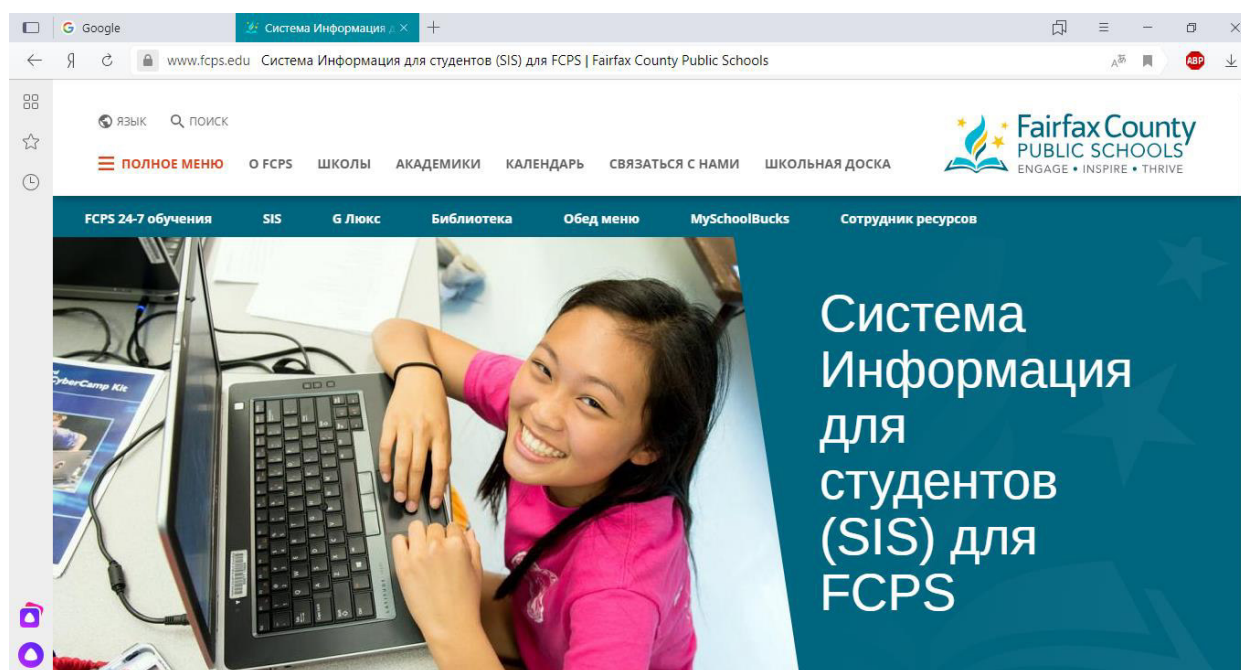 Google
Система Информация д
Я
www.fcps.edu Система Информация для студентов (SIS) для FCPS | Fairfax County Public Schools
ABP
ЯЗЫК ПОИСК
ПОЛНОЕ МЕНЮ О FCPS ШКОЛЫ АКАДЕМИКИ КАЛЕНДАРЬ СВЯЗАТЬСЯ С НАМИ ШКОЛЬНАЯ ДОСКА
Fairfax County
PUBLIC SCHOOLS
ENGAGE • INSPIRE • THRIVE
FCPS 24-7 обучения SIS G Люкс Библиотека Обед меню MySchoolBucks Сотрудник ресурсов
CyberCamp Kit
Система
Информация
для
студентов
(SIS) для
FCPS